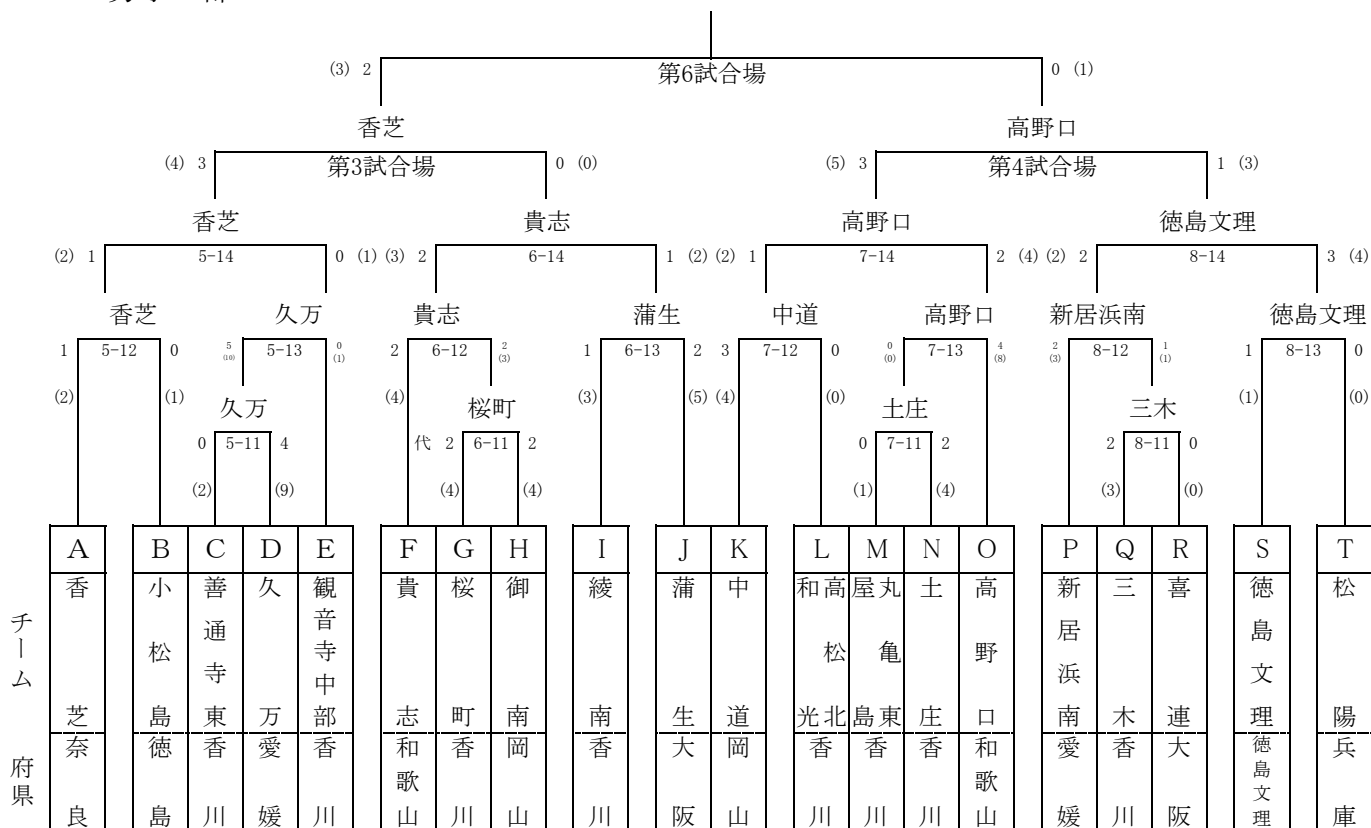 (3) 2 第6試合場 0 (1)
香芝 高野口
(4) 3 第3試合場 0 (0) (5) 3 第4試合場 1 (3)
香芝 貴志 高野口 徳島文理
(2) 1 5-14 0 (1) (3) 2 6-14 1 (2) (2) 1 7-14 2 (4) (2) 2 8-14 3 (4)
香芝 久万 貴志 蒲生 中道 高野口 新居浜南 徳島文理
1 5-12 0 5 (10) 5-13 0 (1) 2 6-12 2 (3) 1 6-13 2 3 7-12 0 0 (0) 7-13 4 (8) 2 (3) 8-12 1 (1) 1 8-13 0
(2) (1) (4) (3) (5) (4) (0) (1) (0)
久万 桜町 土庄 三木
0 5-11 4 代 2 6-11 2 0 7-11 2 2 8-11 0
(2) (9) (4) (4) (1) (4) (3) (0)
A B C D E F G H I J K L M N O P Q R S T
チーム
香芝
小松島
善通寺東
久万
観音寺中部
貴志
桜町
御南
綾南
蒲生
中道
高松北
和光
丸亀東
屋島
土庄
高野口
新居浜南
三木
喜連
徳島文理
松陽
府県
奈良
徳島
香川
愛媛
香川
和歌山
香川
岡山
香川
大阪
岡山
香川
香川
香川
和歌山
愛媛
香川
大阪
徳島文理
兵庫